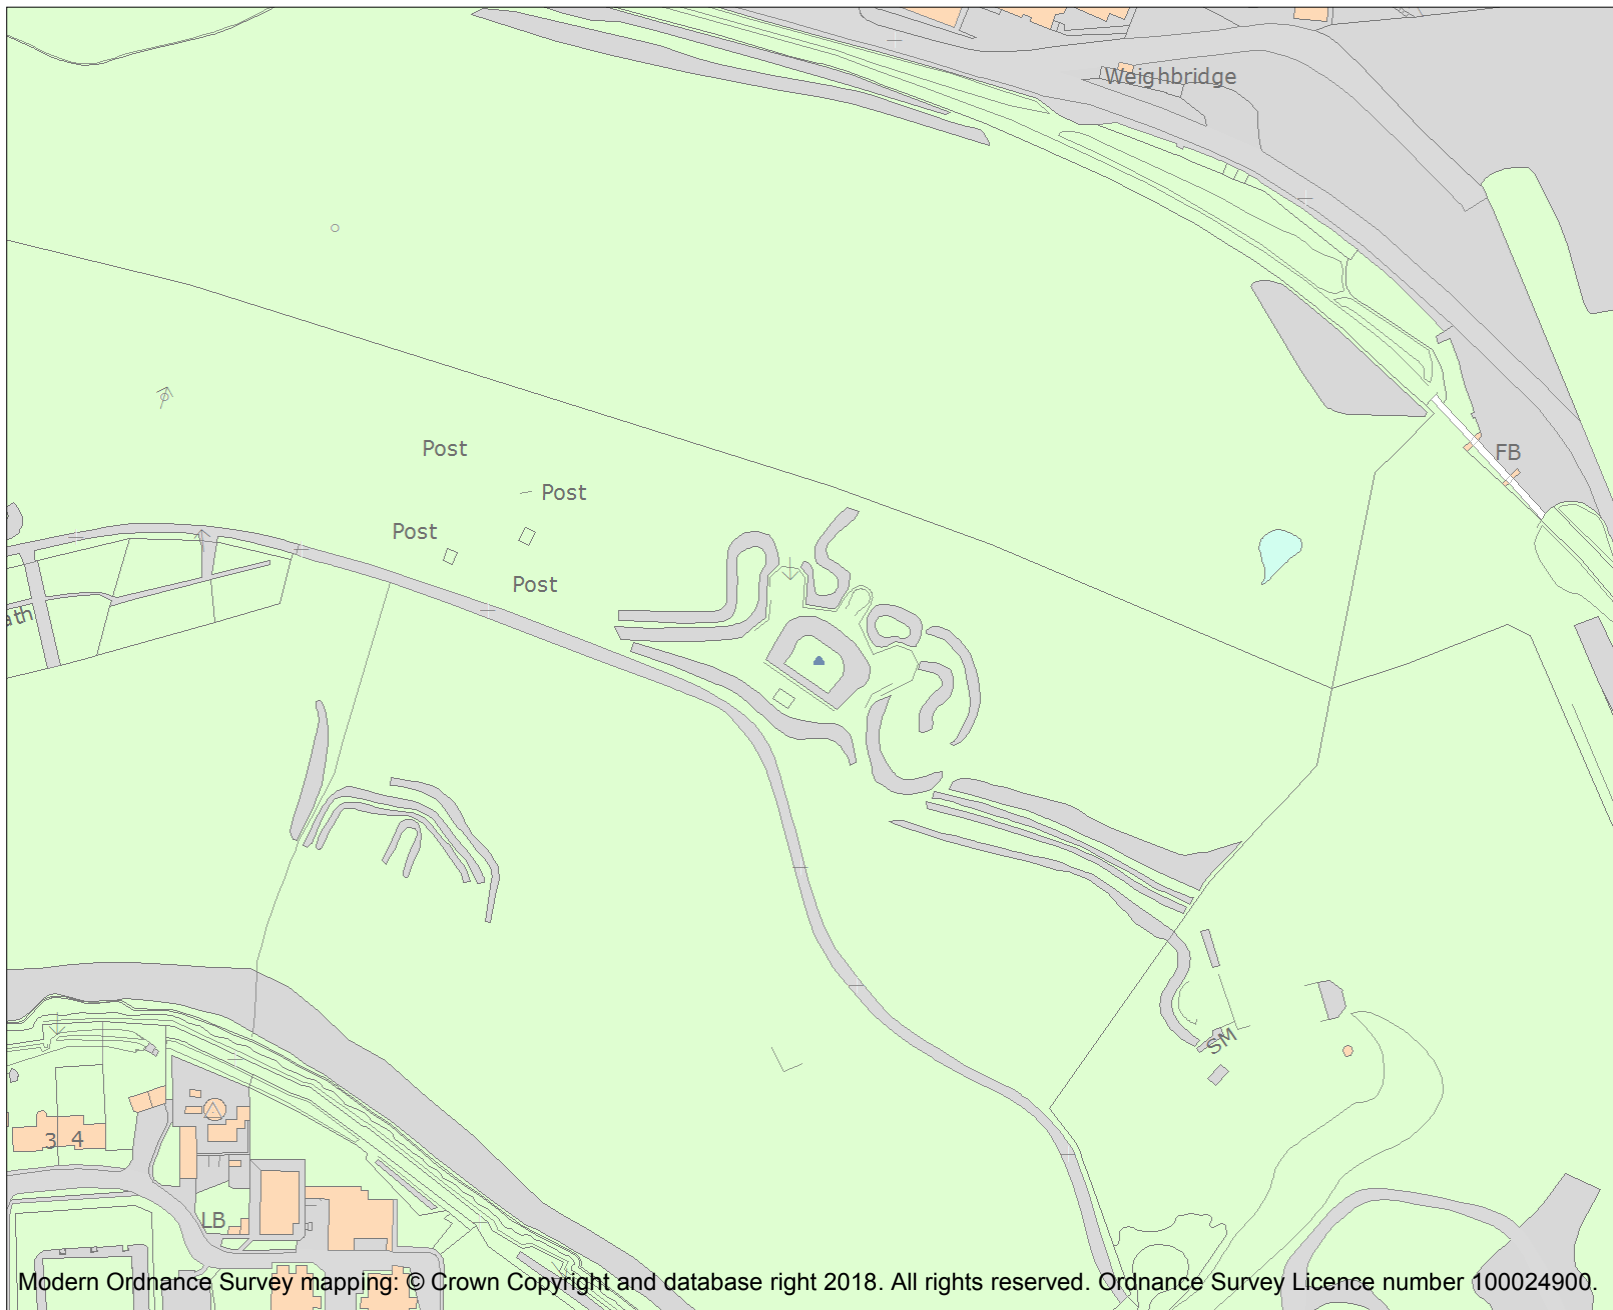 Weighbridge
Post
FB
Post
Post
Post
SM
3 4
LB
Modern Ordnance Survey mapping: © Crown Copyright and database right 2018. All rights reserved. Ordnance Survey Licence number 100024900.